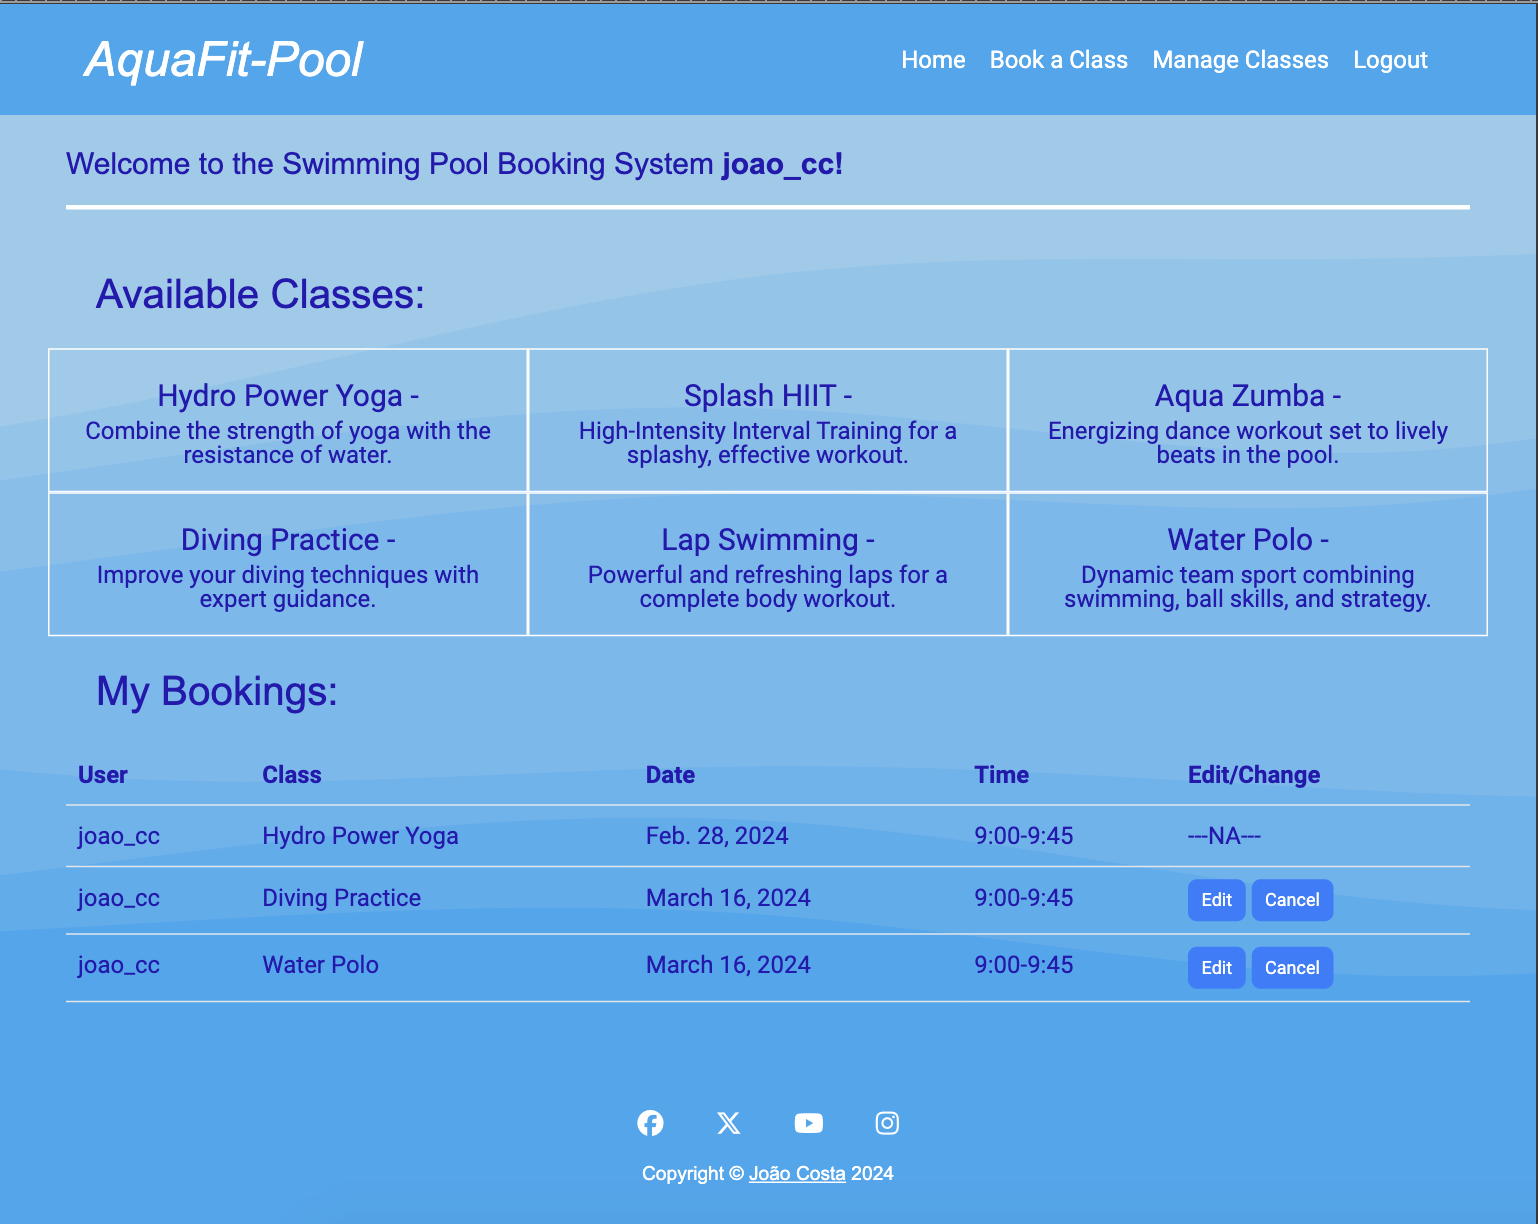 AquaFit-Pool
Home Book a Class Manage Classes Logout
Welcome to the Swimming Pool Booking System joao_cc!
Available Classes:
Hydro Power Yoga -
Combine the strength of yoga with the
resistance of water.
Splash HIIT -
High-Intensity Interval Training for a
splashy, effective workout.
Aqua Zumba -
Energizing dance workout set to lively
beats in the pool.
Diving Practice -
Improve your diving techniques with
expert guidance.
Lap Swimming -
Powerful and refreshing laps for a
complete body workout.
Water Polo -
Dynamic team sport combining
swimming, ball skills, and strategy.
My Bookings:
User Class Date Time Edit/Change
joao_cc Hydro Power Yoga Feb. 28, 2024 9:00-9:45 ---NA---
joao_cc Diving Practice March 16, 2024 9:00-9:45 Edit Cancel
joao_cc Water Polo March 16, 2024 9:00-9:45 Edit Cancel
Copyright © João Costa 2024